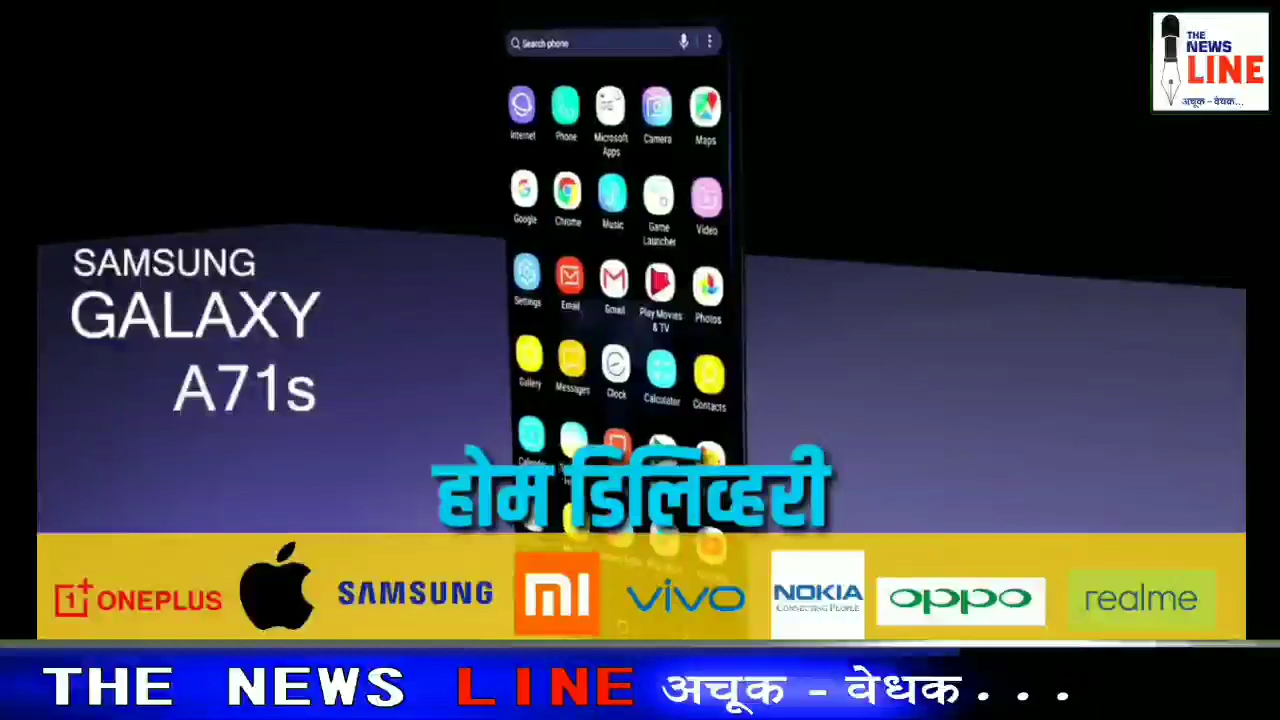 Search phone
THE
NEWS
LINE
अचूक - वेधक...
Internet Phone Microsoft Apps Camera Maps
Google Chrome Music Game Launcher Video
Settings Email Gmail Play Movies & TV Photos
Gallery Messages Clock Calculator Contacts
SAMSUNG
GALAXY
A71s
होम डिलिव्हरी
1+ ONEPLUS SAMSUNG MI vivo NOKIA oppo realme
CONNECTING PEOPLE
THE NEWS LINE अचूक - वेधक...